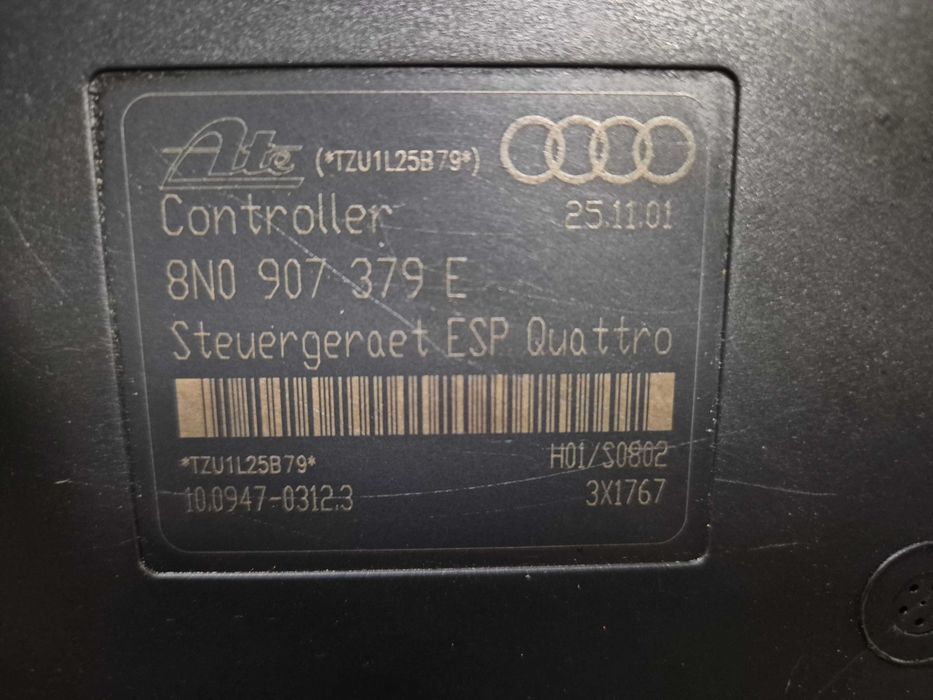 Ate (*TZU1L25B79*)
Controller 25.11.01
8N0 907 379 E
Steuergeraet ESP Quattro
*TZU1L25B79* H01/S0802
10.0947-0312.3 3X1767